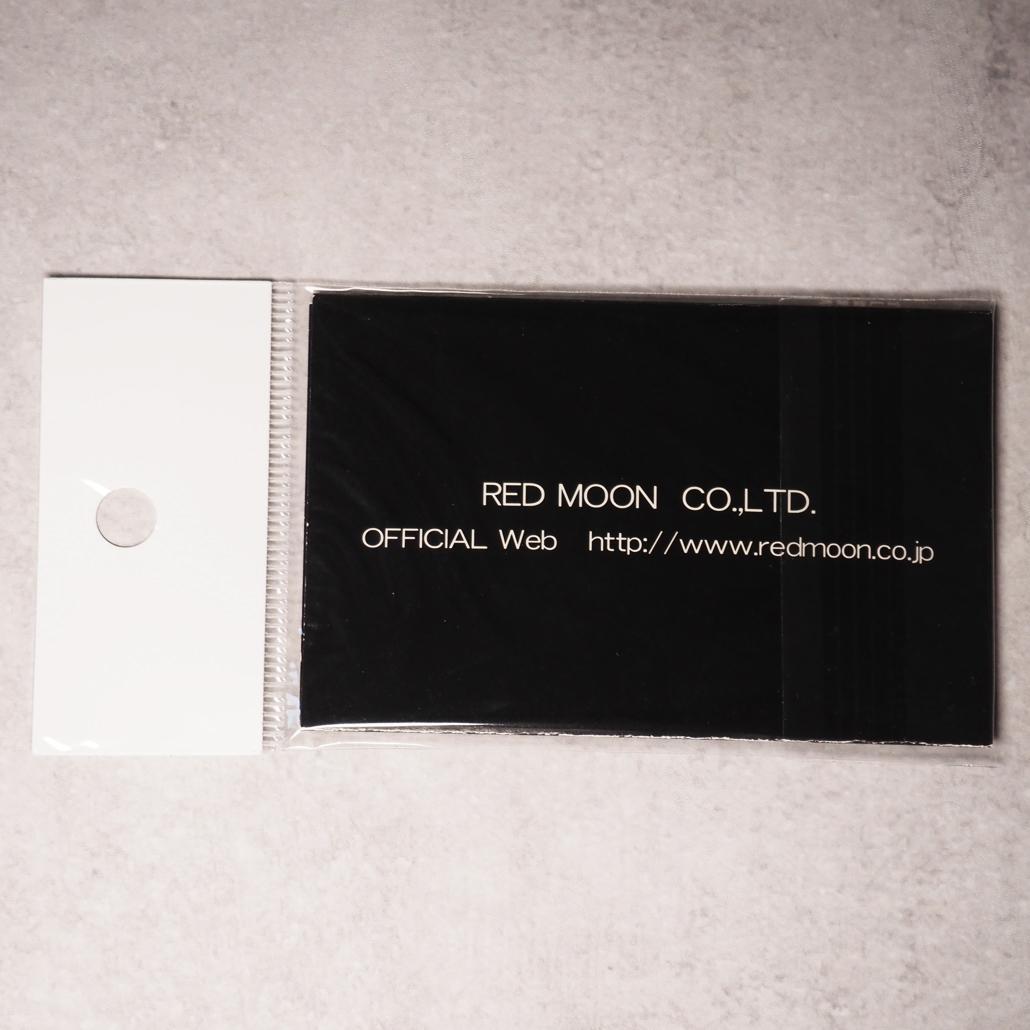 RED MOON CO.,LTD.
OFFICIAL Web http://www.redmoon.co.jp